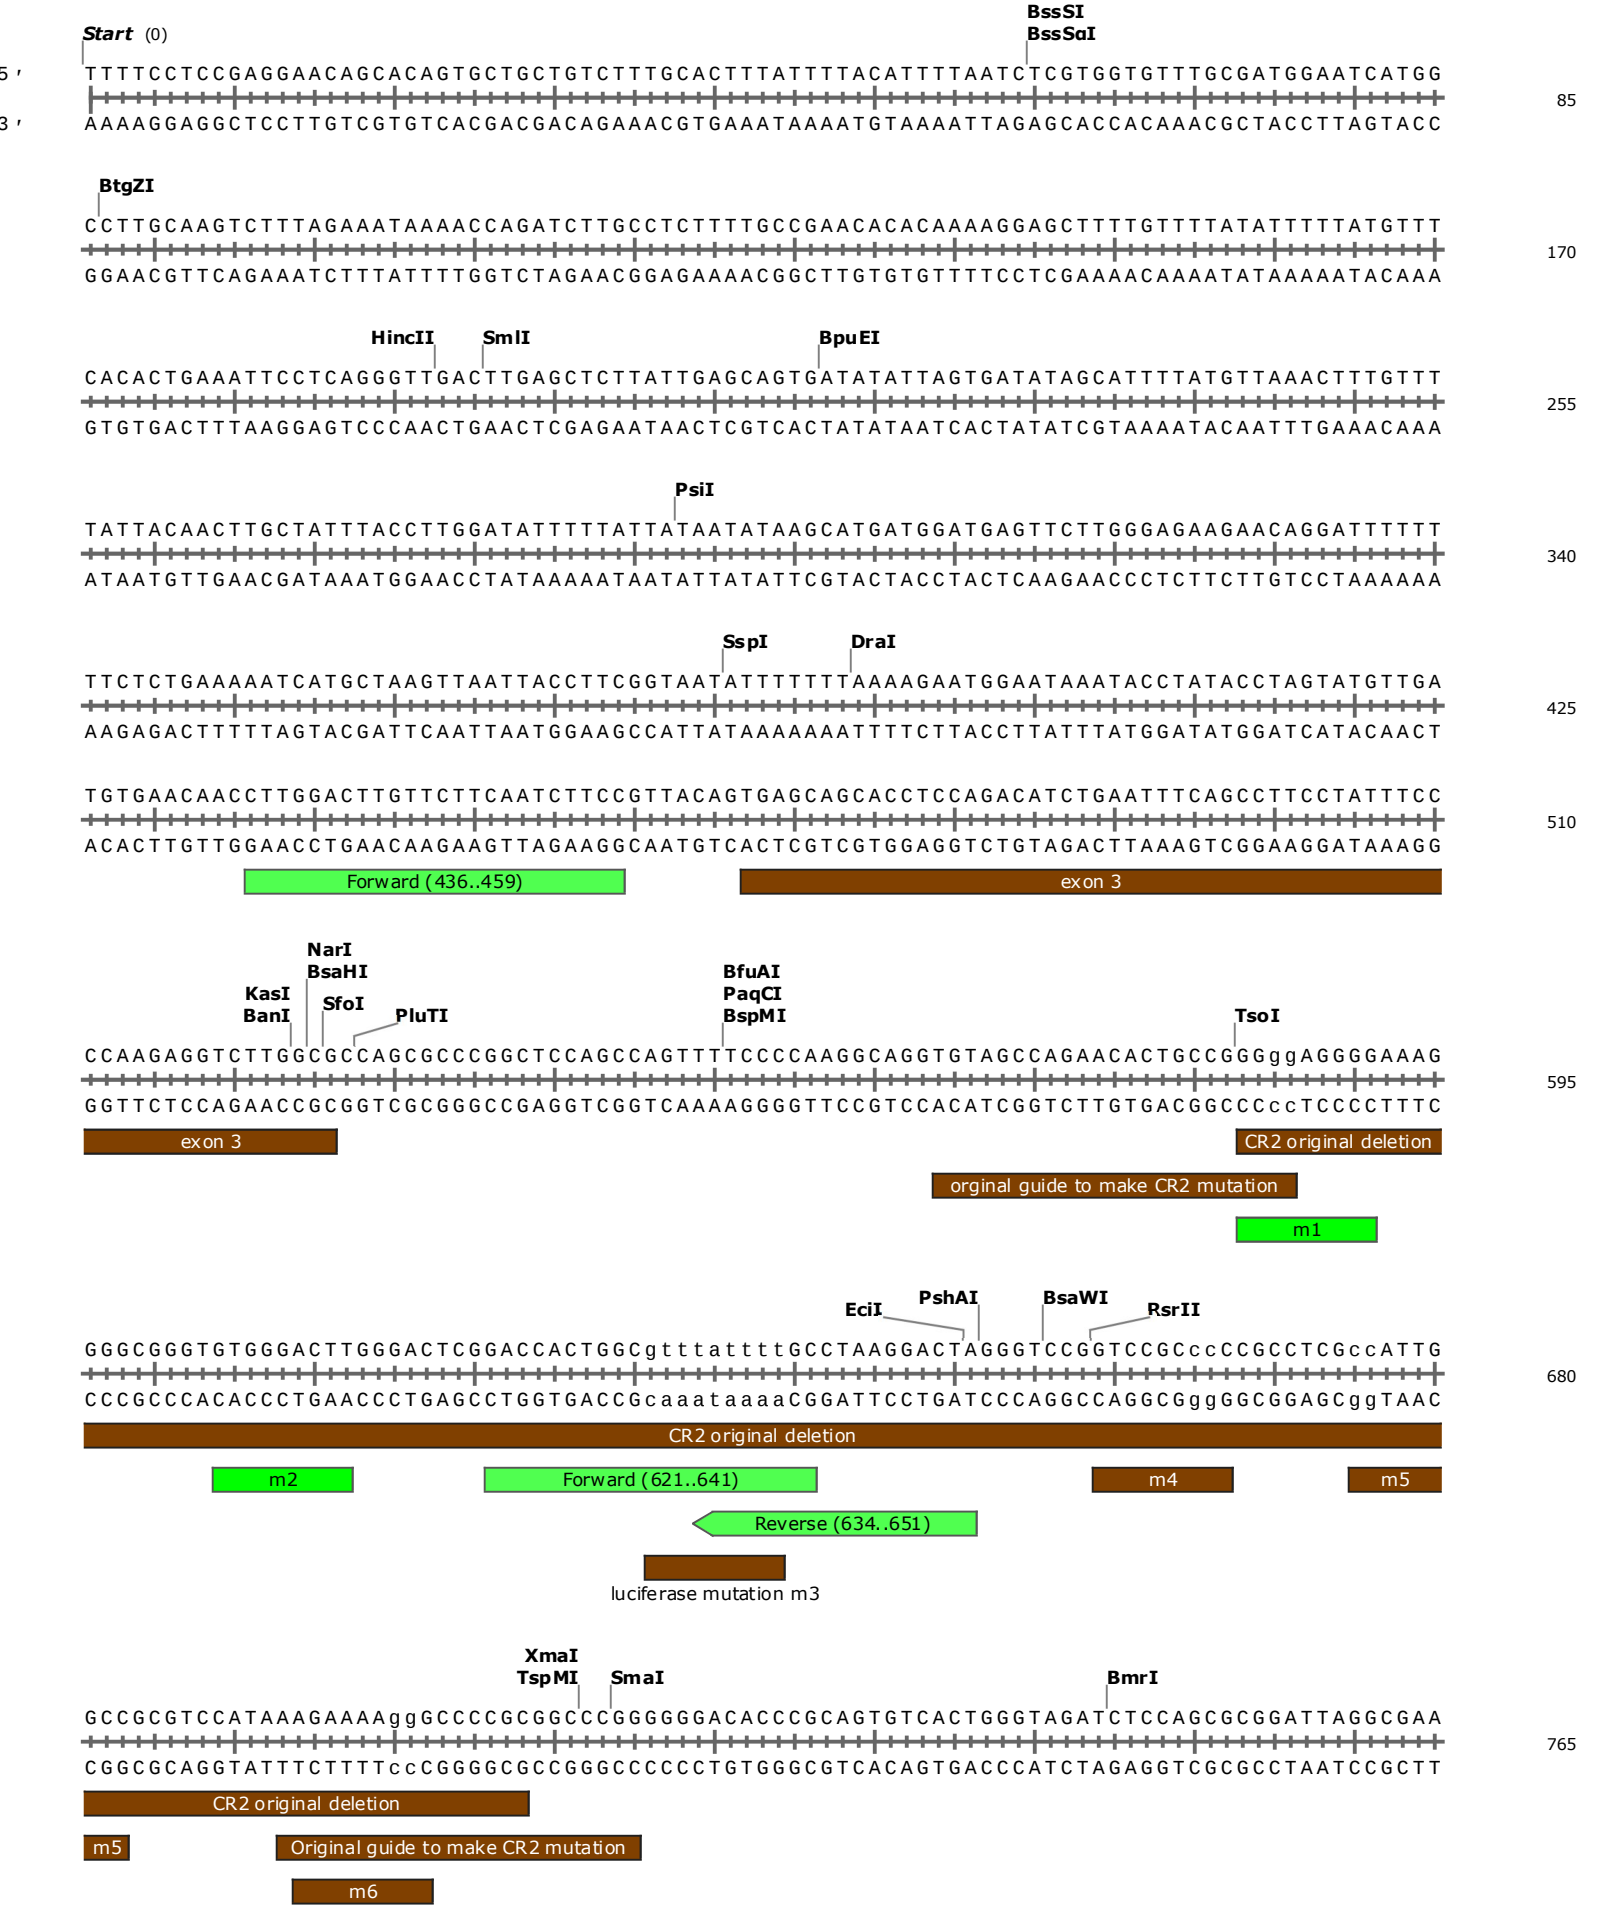 BssSI
Start (0) BssSαI
5 ′ TTTTCCTCCGAGGAACAGCACAGTGCTGCTGTCTTTGCACTTTATTTTACATTTTAATCTCGTGGTGTTTGCGATGGAATCATGG
85
3 ′ AAAAGGAGGCTCCTTGTCGTGTCACGACGACAGAAACGTGAAATAAAATGTAAAATTAGAGCACCACAAACGCTACCTTAGTACC
BtgZI
CCTTGCAAGTCTTTAGAAATAAAACCAGATCTTGCCTCTTTTGCCGAACACACAAAAGGAGCTTTTGTTTTATATTTTTATGTTT
170
GGAACGTTCAGAAATCTTTATTTTGGTCTAGAACGGAGAAAACGGCTTGTGTGTTTTCCTCGAAAACAAAATATAAAAATACAAA
HincII SmlI BpuEI
CACACTGAAATTCCTCAGGGTTGACTTGAGCTCTTATTGAGCAGTGATATATTAGTGATATAGCATTTTATGTTAAACTTTGTTT
255
GTGTGACTTTAAGGAGTCCCAACTGAACTCGAGAATAACTCGTCACTATATAATCACTATATCGTAAAATACAATTTGAAACAAA
PsiI
TATTACAACTTGCTATTTACCTTGGATATTTTTATTATAATATAAGCATGATGGATGAGTTCTTGGGAGAAGAACAGGATTTTTT
340
ATAATGTTGAACGATAAATGGAACCTATAAAAATAATATTATATTCGTACTACCTACTCAAGAACCCTCTTCTTGTCCTAAAAAA
SspI DraI
TTCTCTGAAAAATCATGCTAAGTTAATTACCTTCGGTAATATTTTTTTAAAAGAATGGAATAAATACCTATACCTAGTATGTTGA
425
AAGAGACTTTTTAGTACGATTCAATTAATGGAAGCCATTATAAAAAAATTTTCTTACCTTATTTATGGATATGGATCATACAACT
TGTGAACAACCTTGGACTTGTTCTTCAATCTTCCGTTACAGTGAGCAGCACCTCCAGACATCTGAATTTCAGCCTTCCTATTTCC
510
ACACTTGTTGGAACCTGAACAAGAAGTTAGAAGGCAATGTCACTCGTCGTGGAGGTCTGTAGACTTAAAGTCGGAAGGATAAAGG
Forward (436..459) exon 3
NarI
BsaHI BfuAI
KasI SfoI PaqCI
BanI PluTI BspMI TsoI
CCAAGAGGTCTTGGCGCCAGCGCCCGGCTCCAGCCAGTTTTCCCCAAGGCAGGTGTAGCCAGAACACTGCCGGGggAGGGGAAAG
595
GGTTCTCCAGAACCGCGGTCGCGGGCCGAGGTCGGTCAAAAGGGGTTCCGTCCACATCGGTCTTGTGACGGCCCccTCCCCTTTC
exon 3 CR2 original deletion
orginal guide to make CR2 mutation
m1
EciI PshAI BsaWI RsrII
GGGCGGGTGTGGGACTTGGGACTCGGACCACTGGCgtttattttGCCTAAGGACTAGGGTCCGGTCCGCccCCGCCTCGccATTG
680
CCCGCCCACACCCTGAACCCTGAGCCTGGTGACCGcaaataaaaCGGATTCCTGATCCCAGGCCAGGCGggGGCGGAGCggTAAC
CR2 original deletion
m2 Forward (621..641) m4 m5
Reverse (634..651)
luciferase mutation m3
XmaI
TspMI SmaI BmrI
GCCGCGTCCATAAAGAAAAgggCCCCGCGGCCCGGGGGGACACCCGCAGTGTCACTGGGTAGATCTCCAGCGCGGATTAGGCGAA
765
CGGCGCAGGTATTTCTTTTcccCGGGGCGCCGGGCCCCCCTGTGGGCGTCACAGTGACCCATCTAGAGGTCGCGCCTAATCCGCTT
CR2 original deletion
m5 Original guide to make CR2 mutation
m6